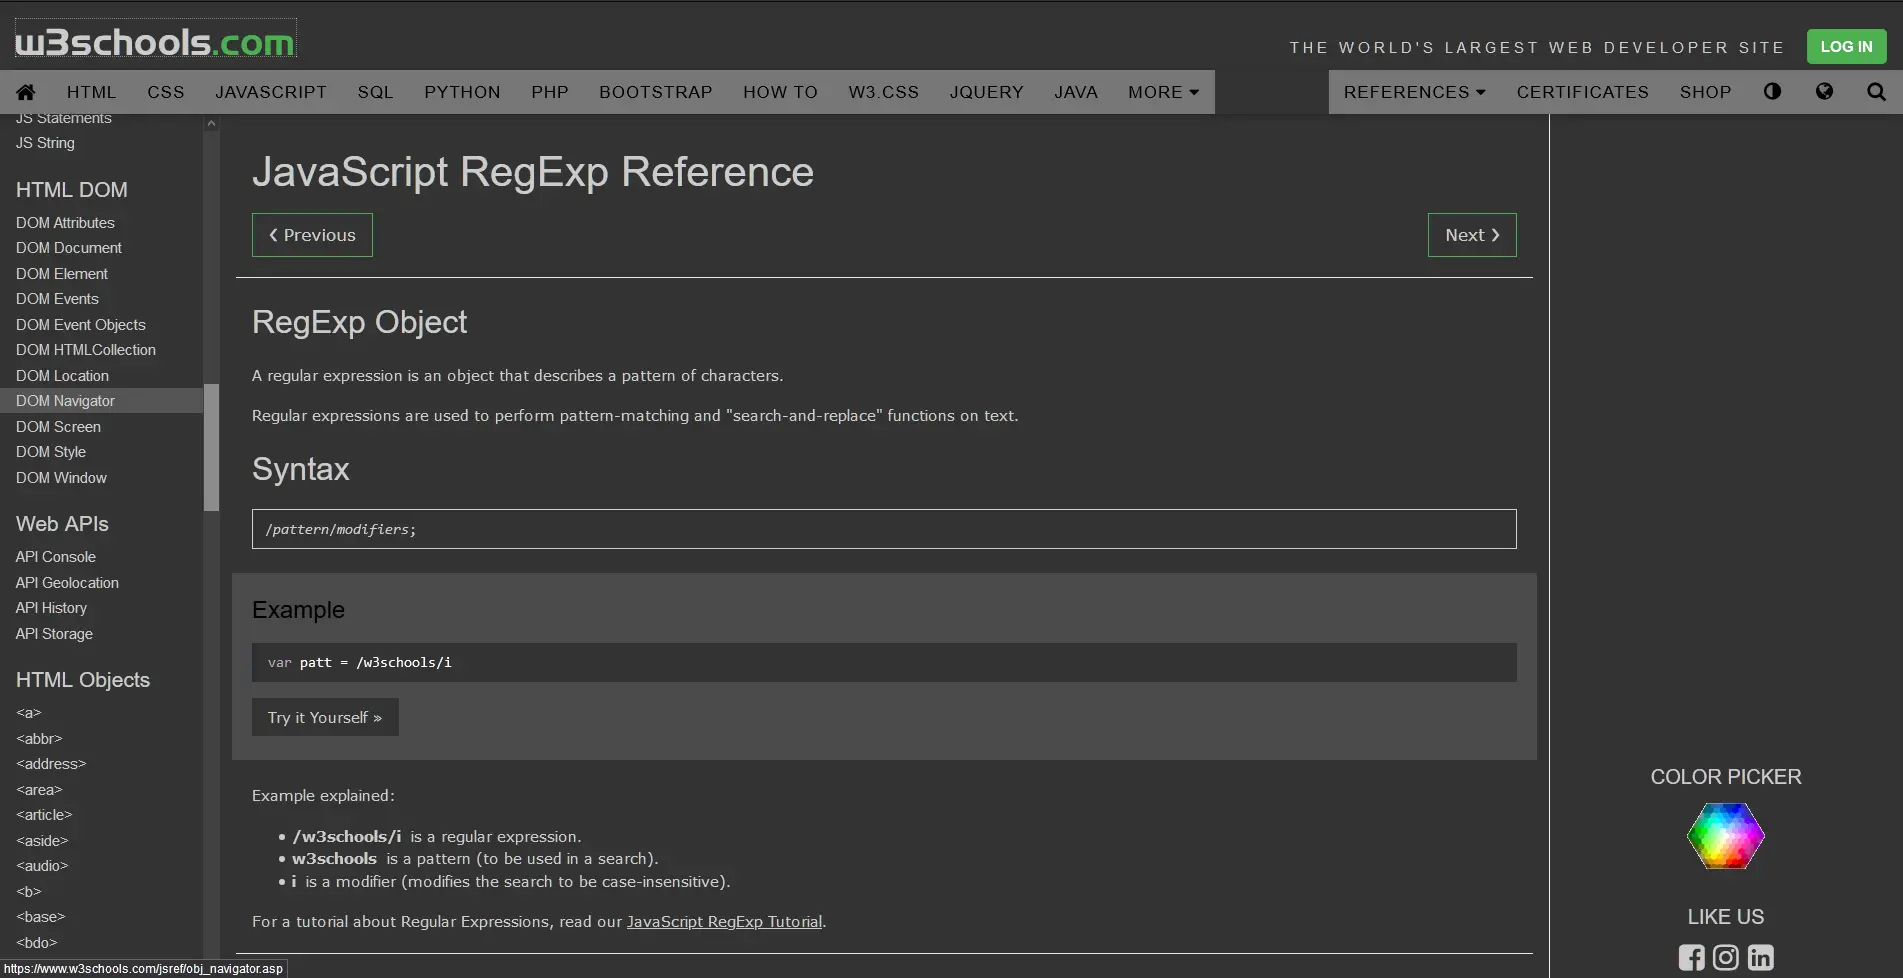 w3schools.com
THE WORLD'S LARGEST WEB DEVELOPER SITE
LOG IN
HTML CSS JAVASCRIPT SQL PYTHON PHP BOOTSTRAP HOW TO W3.CSS JQUERY JAVA MORE REFERENCES CERTIFICATES SHOP
JS Statements
JS String
HTML DOM
DOM Attributes
DOM Document
DOM Element
DOM Events
DOM Event Objects
DOM HTMLCollection
DOM Location
DOM Navigator
DOM Screen
DOM Style
DOM Window
Web APIs
API Console
API Geolocation
API History
API Storage
HTML Objects
<a>
<abbr>
<address>
<area>
<article>
<aside>
<audio>
<b>
<base>
<bdo>
https://www.w3schools.com/jsref/obj_navigator.asp
JavaScript RegExp Reference
❮ Previous
Next ❯
RegExp Object
A regular expression is an object that describes a pattern of characters.
Regular expressions are used to perform pattern-matching and "search-and-replace" functions on text.
Syntax
/pattern/modifiers;
Example
var patt = /w3schools/i
Try it Yourself »
Example explained:
• /w3schools/i is a regular expression.
• w3schools is a pattern (to be used in a search).
• i is a modifier (modifies the search to be case-insensitive).
For a tutorial about Regular Expressions, read our JavaScript RegExp Tutorial.
COLOR PICKER
LIKE US